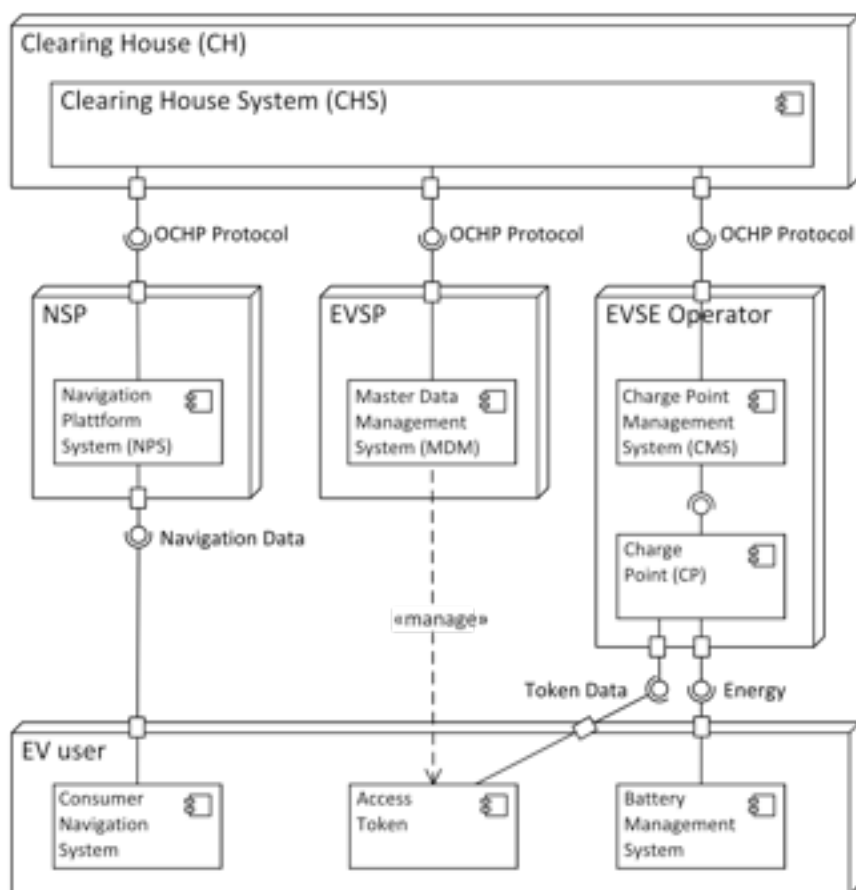 Clearing House (CH)
Clearing House System (CHS)
OCHP Protocol
OCHP Protocol
OCHP Protocol
NSP
EVSP
EVSE Operator
Navigation
Plattform
System (NPS)
Master Data
Management
System (MDM)
Charge Point
Management
System (CMS)
Navigation Data
Charge
Point (CP)
«manage»
Token Data
Energy
EV user
Consumer
Navigation
System
Access
Token
Battery
Management
System